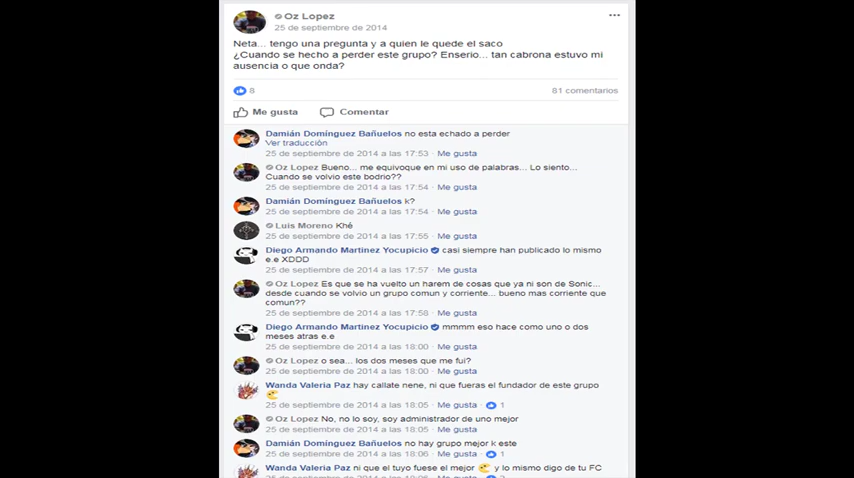 Oz Lopez
25 de septiembre de 2014
Neta... tengo una pregunta y a quien le quede el saco
¿Cuando se hecho a perder este grupo? Enserio... tan cabrona estuvo mi
ausencia o que onda?
8
81 comentarios
Me gusta Comentar
Damián Domínguez Bañuelos no esta echado a perder
Ver traducción
25 de septiembre de 2014 a las 17:53 · Me gusta
Oz Lopez Bueno... me equivoque en mi uso de palabras... Lo siento...
Cuando se volvio este bodrio??
25 de septiembre de 2014 a las 17:54 · Me gusta
Damián Domínguez Bañuelos k?
25 de septiembre de 2014 a las 17:54 · Me gusta
Luis Moreno Khé
25 de septiembre de 2014 a las 17:55 · Me gusta
Diego Armando Martinez Yocupicio casi siempre han publicado lo mismo
e.e XDDD
25 de septiembre de 2014 a las 17:57 · Me gusta
Oz Lopez Es que se ha vuelto un harem de cosas que ya ni son de Sonic...
desde cuando se volvio un grupo comun y corriente... bueno mas corriente que
comun??
25 de septiembre de 2014 a las 17:58 · Me gusta
Diego Armando Martinez Yocupicio mmmm eso hace como uno o dos
meses atras e.e
25 de septiembre de 2014 a las 18:00 · Me gusta
Oz Lopez o sea... los dos meses que me fui?
25 de septiembre de 2014 a las 18:00 · Me gusta
Wanda Valeria Paz hay callate nene, ni que fueras el fundador de este grupo
25 de septiembre de 2014 a las 18:05 · Me gusta · 1
Oz Lopez No, no lo soy, soy administrador de uno mejor
25 de septiembre de 2014 a las 18:05 · Me gusta
Damián Domínguez Bañuelos no hay grupo mejor k este
25 de septiembre de 2014 a las 18:06 · Me gusta · 1
Wanda Valeria Paz ni que el tuyo fuese el mejor y lo mismo digo de tu FC